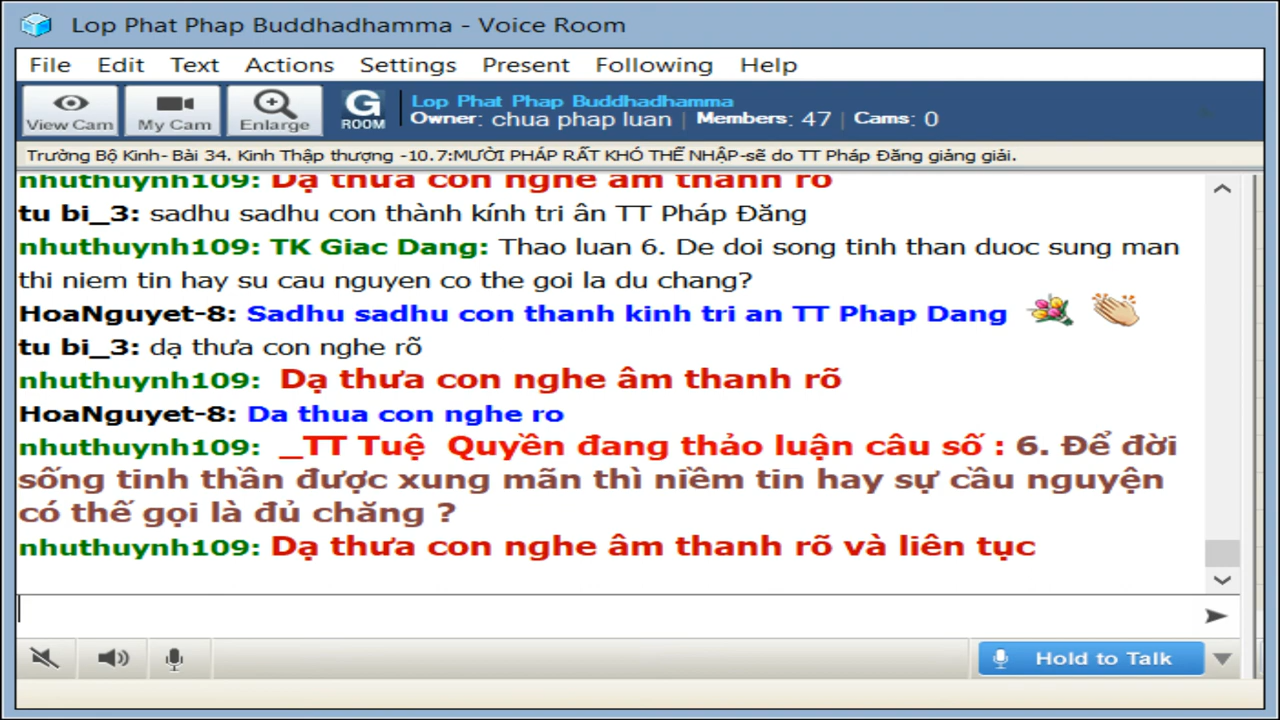 Lop Phat Phap Buddhadhamma - Voice Room
File Edit Text Actions Settings Present Following Help
View Cam My Cam Enlarge G ROOM
Lop Phat Phap Buddhadhamma
Owner: chua phap luan | Members: 47 | Cams: 0
Trường Bộ Kinh- Bài 34. Kinh Thập thượng -10.7:MƯỜI PHÁP RẤT KHÓ THỂ NHẬP-sẽ do TT Pháp Đăng giảng giải.
nhuthuynh109: Dạ thưa con nghe âm thanh rõ
tu bi_3: sadhu sadhu con thành kính tri ân TT Pháp Đăng
nhuthuynh109: TK Giac Dang: Thao luan 6. De doi song tinh than duoc sung man
thi niem tin hay su cau nguyen co the goi la du chang?
HoaNguyet-8: Sadhu sadhu con thanh kinh tri an TT Phap Dang
tu bi_3: dạ thưa con nghe rõ
nhuthuynh109: Dạ thưa con nghe âm thanh rõ
HoaNguyet-8: Da thua con nghe ro
nhuthuynh109: _TT Tuệ Quyền đang thảo luận câu số : 6. Để đời
sống tinh thần được xung mãn thì niềm tin hay sự cầu nguyện
có thể gọi là đủ chăng ?
nhuthuynh109: Dạ thưa con nghe âm thanh rõ và liên tục
Hold to Talk